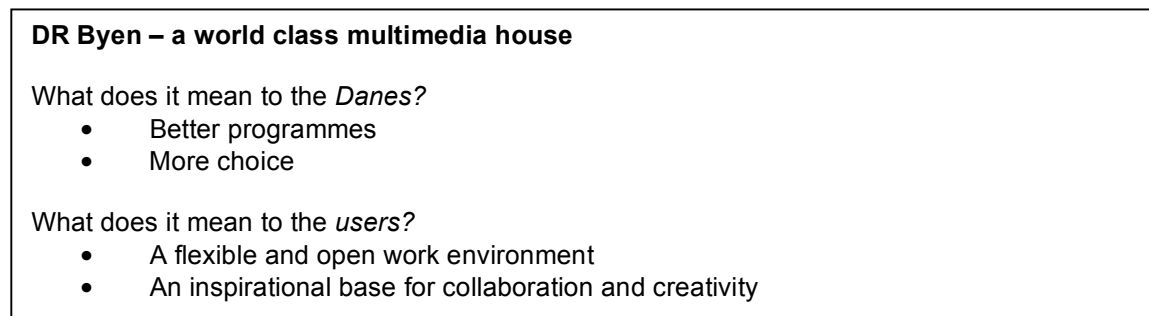 DR Byen – a world class multimedia house
What does it mean to the Danes?
• Better programmes
• More choice
What does it mean to the users?
• A flexible and open work environment
• An inspirational base for collaboration and creativity